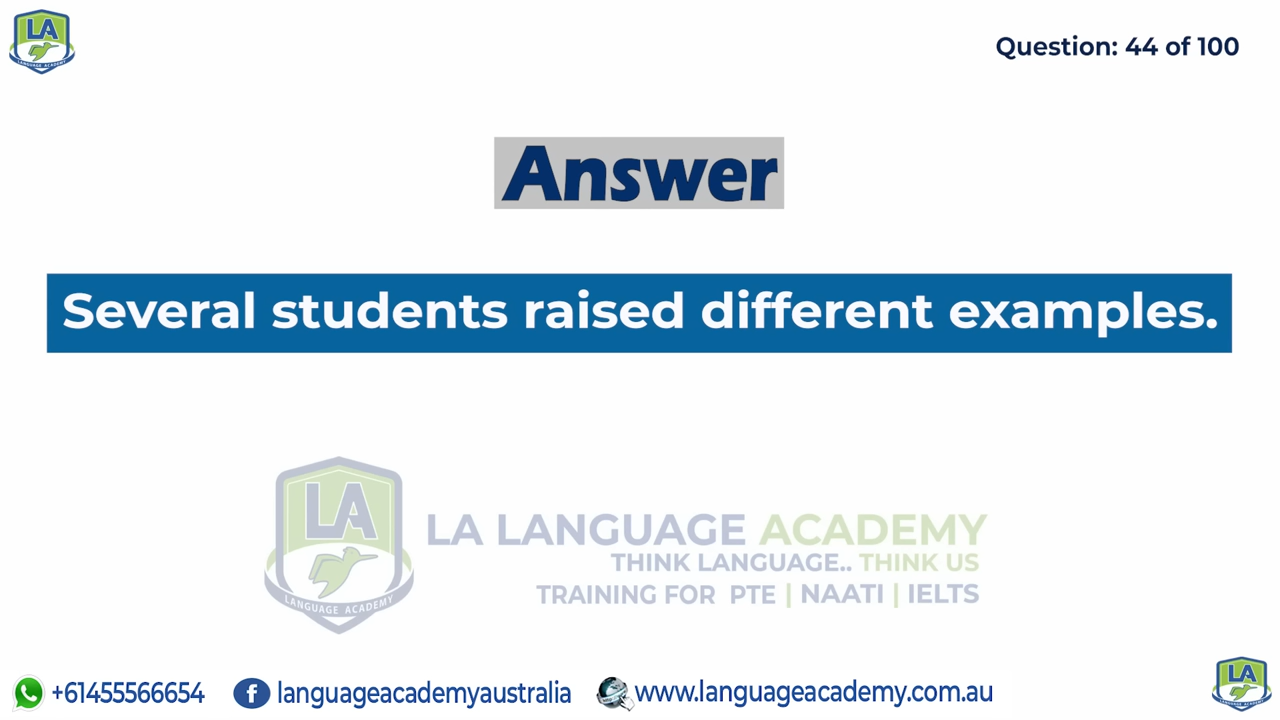 LA
LANGUAGE ACADEMY
Question: 44 of 100
Answer
Several students raised different examples.
LA
LANGUAGE ACADEMY
LA LANGUAGE ACADEMY
THINK LANGUAGE.. THINK US
TRAINING FOR PTE | NAATI | IELTS
+61455566654 languageacademyaustralia www.languageacademy.com.au
LA
LANGUAGE ACADEMY